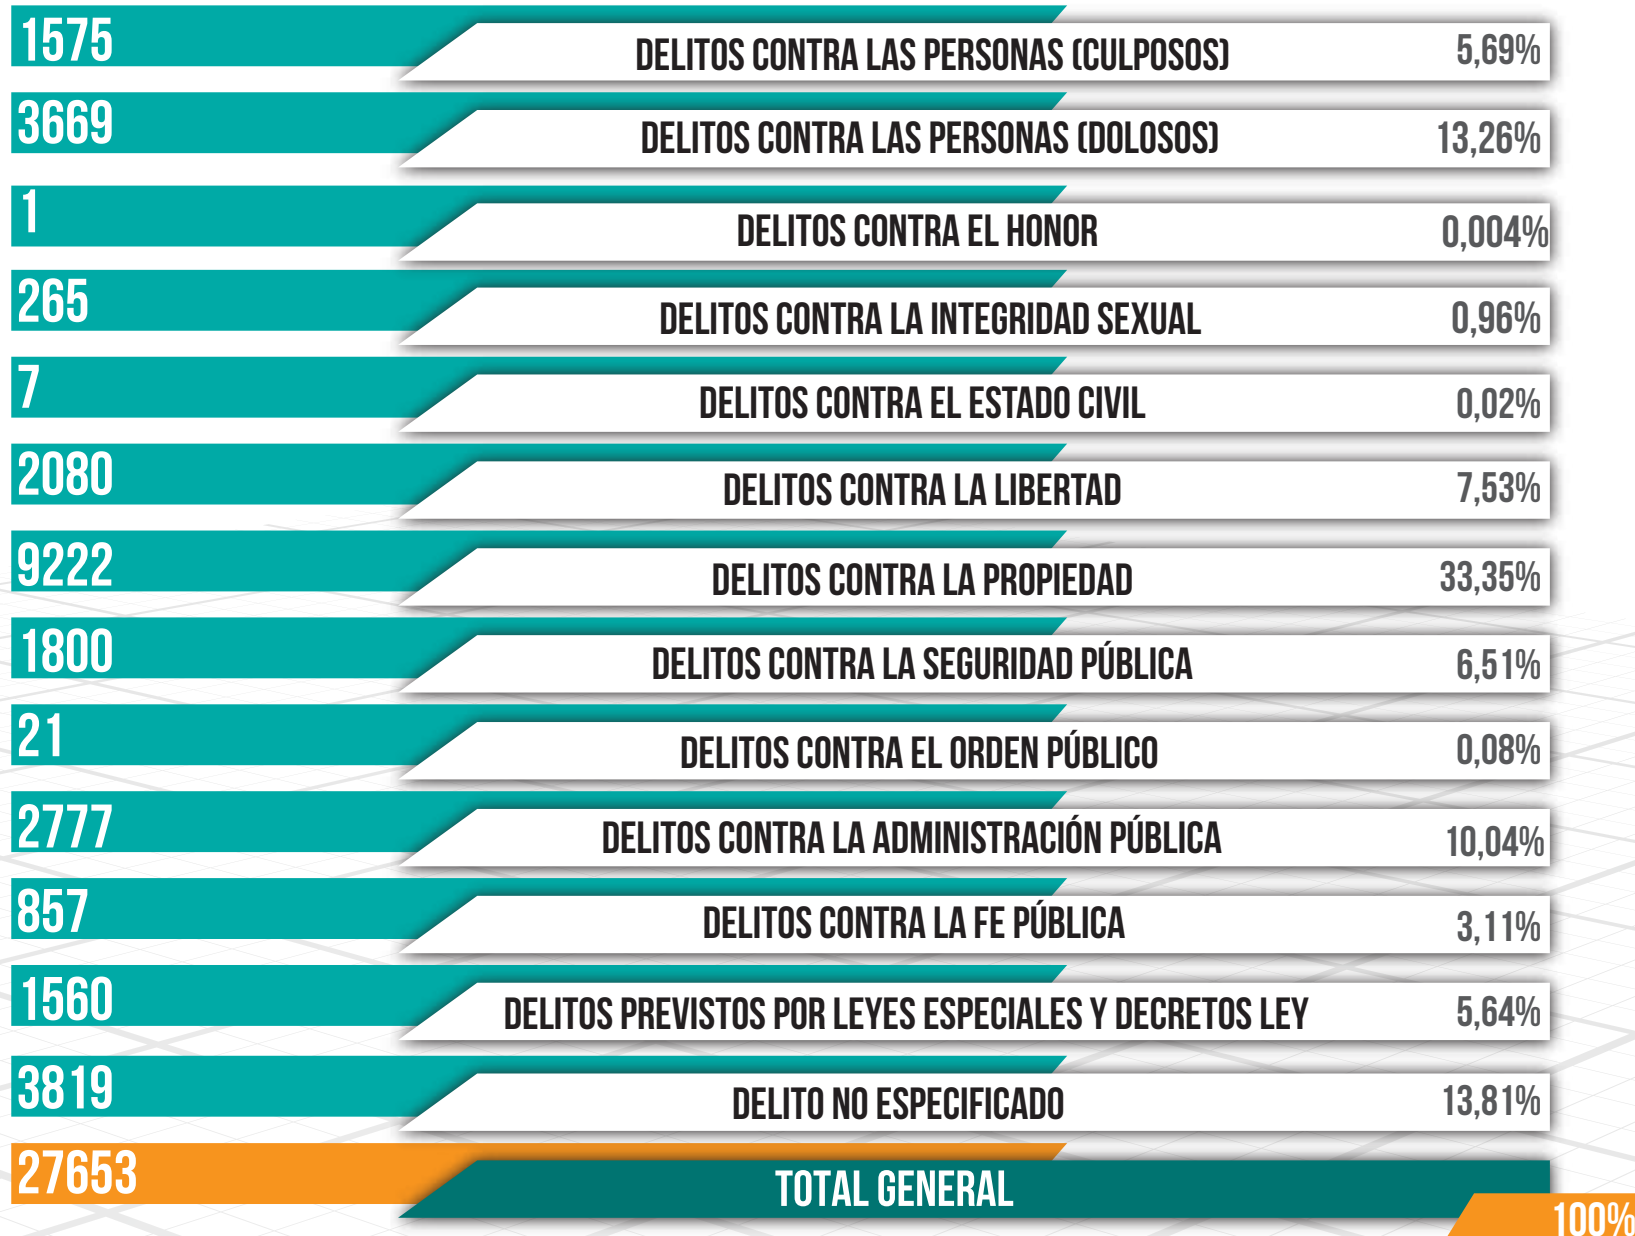 1575 DELITOS CONTRA LAS PERSONAS (CULPOSOS) 5,69%
3669 DELITOS CONTRA LAS PERSONAS (DOLOSOS) 13,26%
1 DELITOS CONTRA EL HONOR 0,004%
265 DELITOS CONTRA LA INTEGRIDAD SEXUAL 0,96%
7 DELITOS CONTRA EL ESTADO CIVIL 0,02%
2080 DELITOS CONTRA LA LIBERTAD 7,53%
9222 DELITOS CONTRA LA PROPIEDAD 33,35%
1800 DELITOS CONTRA LA SEGURIDAD PÚBLICA 6,51%
21 DELITOS CONTRA EL ORDEN PÚBLICO 0,08%
2777 DELITOS CONTRA LA ADMINISTRACIÓN PÚBLICA 10,04%
857 DELITOS CONTRA LA FE PÚBLICA 3,11%
1560 DELITOS PREVISTOS POR LEYES ESPECIALES Y DECRETOS LEY 5,64%
3819 DELITO NO ESPECIFICADO 13,81%
27653 TOTAL GENERAL
100%